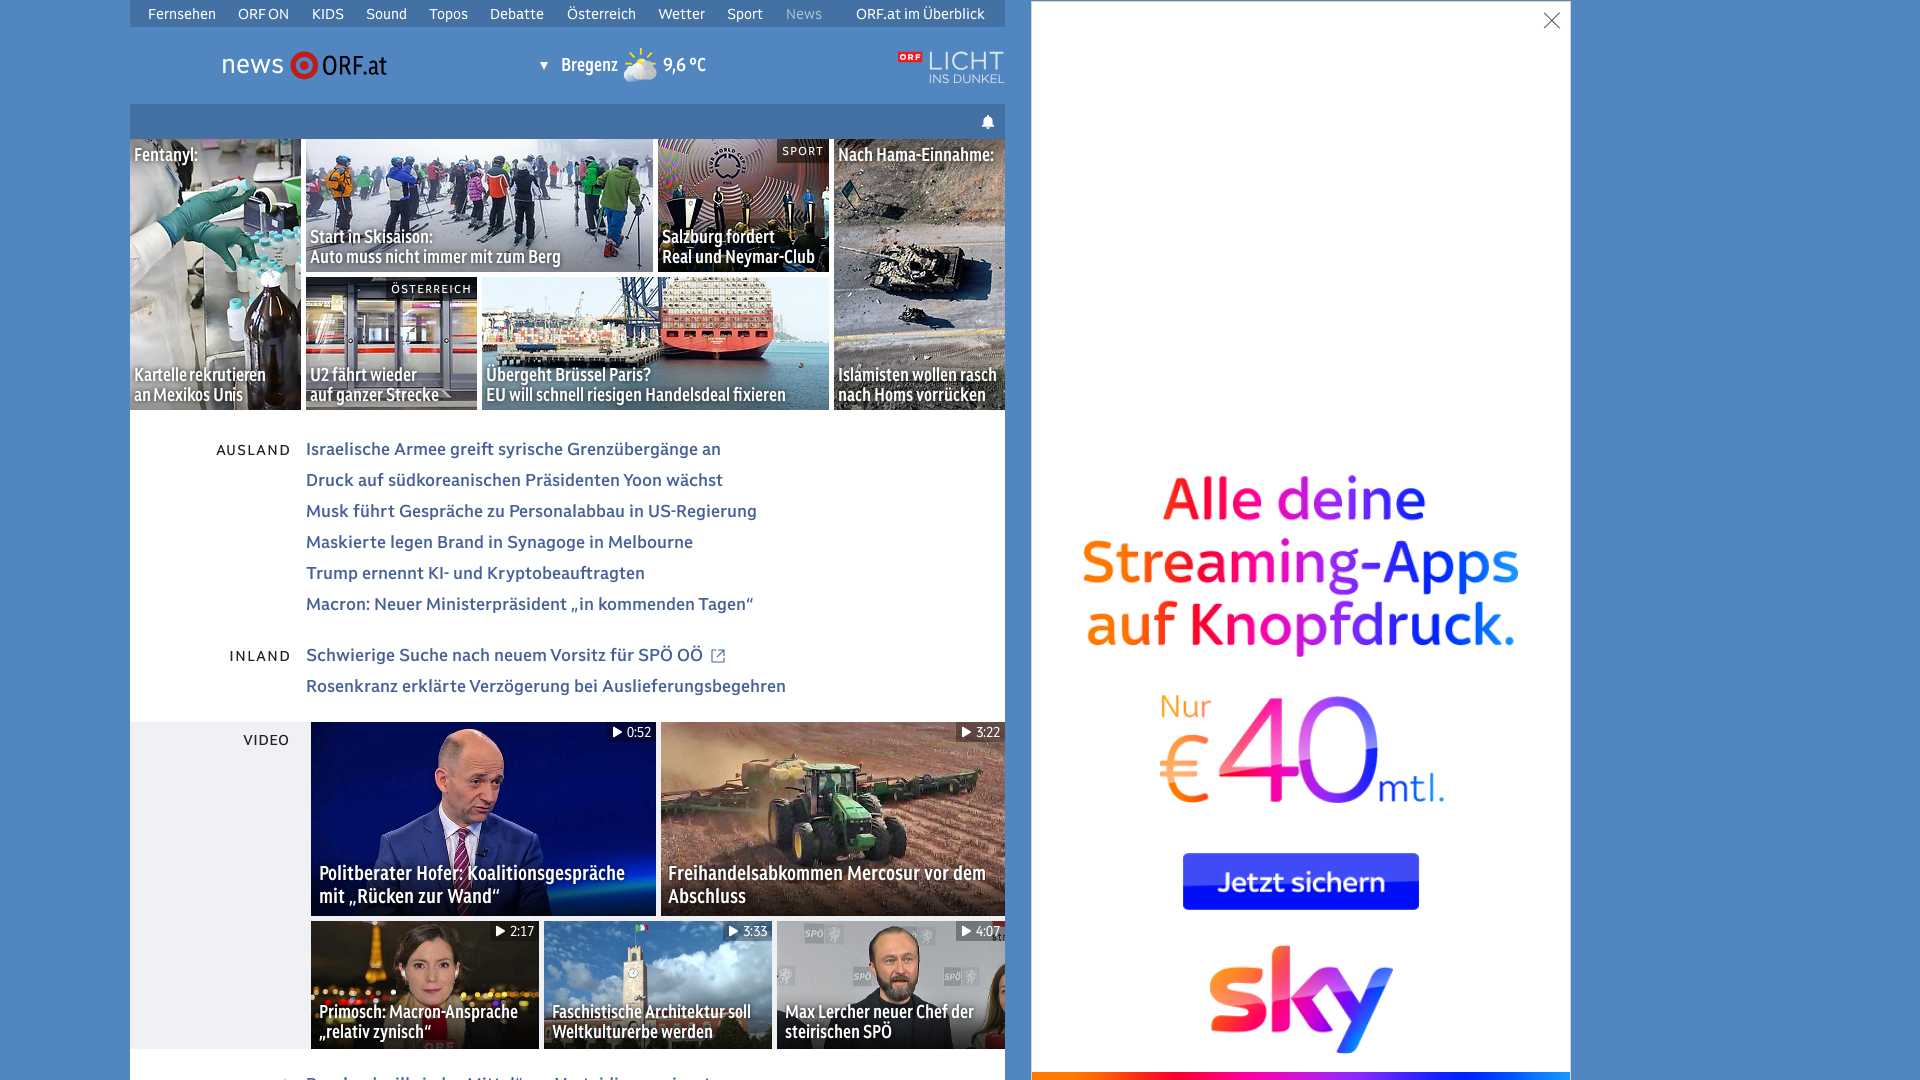 Fernsehen ORF ON KIDS Sound Topos Debatte Österreich Wetter Sport News ORF.at im Überblick
news ORF.at
Bregenz 9,6 °C
ORF LICHT
INS DUNKEL
Fentanyl:
Kartelle rekrutieren
an Mexikos Unis
Start in Skisaison:
Auto muss nicht immer mit zum Berg
SPORT
Salzburg fordert
Real und Neymar-Club
Nach Hama-Einnahme:
Islamisten wollen rasch
nach Homs vorrücken
ÖSTERREICH
U2 fährt wieder
auf ganzer Strecke
Übergeht Brüssel Paris?
EU will schnell riesigen Handelsdeal fixieren
AUSLAND
Israelische Armee greift syrische Grenzübergänge an
Druck auf südkoreanischen Präsidenten Yoon wächst
Musk führt Gespräche zu Personalabbau in US-Regierung
Maskierte legen Brand in Synagoge in Melbourne
Trump ernennt KI- und Kryptobeauftragten
Macron: Neuer Ministerpräsident „in kommenden Tagen“
INLAND
Schwierige Suche nach neuem Vorsitz für SPÖ OÖ
Rosenkranz erklärte Verzögerung bei Auslieferungsbegehren
VIDEO
0:52
Politberater Hofer: Koalitionsgespräche
mit „Rücken zur Wand“
3:22
Freihandelsabkommen Mercosur vor dem
Abschluss
2:17
Primosch: Macron-Ansprache
„relativ zynisch“
3:33
Faschistische Architektur soll
Weltkulturerbe werden
4:07
Max Lercher neuer Chef der
steirischen SPÖ
Alle deine
Streaming-Apps
auf Knopfdruck.
Nur
€40 mtl.
Jetzt sichern
sky